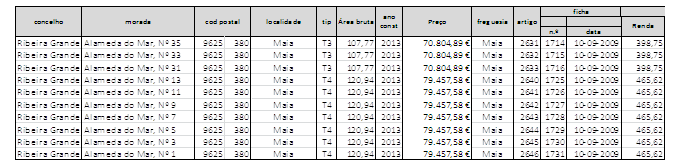 concelho morada cod postal localidade tip Área bruta ano const Preço freguesia artigo ficha n.º data Renda
Ribeira Grande Alameda do Mar, Nº 35 9625 380 Maia T3 107,77 2013 70.804,89 € Maia 2631 1714 10-09-2009 398,75
Ribeira Grande Alameda do Mar, Nº 33 9625 380 Maia T3 107,77 2013 70.804,89 € Maia 2632 1715 10-09-2009 398,75
Ribeira Grande Alameda do Mar, Nº 31 9625 380 Maia T3 107,77 2013 70.804,89 € Maia 2633 1716 10-09-2009 398,75
Ribeira Grande Alameda do Mar, Nº 13 9625 380 Maia T4 120,94 2013 79.457,58 € Maia 2640 1725 10-09-2009 465,62
Ribeira Grande Alameda do Mar, Nº 11 9625 380 Maia T4 120,94 2013 79.457,58 € Maia 2641 1726 10-09-2009 465,62
Ribeira Grande Alameda do Mar, Nº 9 9625 380 Maia T4 120,94 2013 79.457,58 € Maia 2642 1727 10-09-2009 465,62
Ribeira Grande Alameda do Mar, Nº 7 9625 380 Maia T4 120,94 2013 79.457,58 € Maia 2643 1728 10-09-2009 465,62
Ribeira Grande Alameda do Mar, Nº 5 9625 380 Maia T4 120,94 2013 79.457,58 € Maia 2644 1729 10-09-2009 465,62
Ribeira Grande Alameda do Mar, Nº 3 9625 380 Maia T4 120,94 2013 79.457,58 € Maia 2645 1730 10-09-2009 465,62
Ribeira Grande Alameda do Mar, Nº 1 9625 380 Maia T4 120,94 2013 79.457,58 € Maia 2646 1731 10-09-2009 465,62